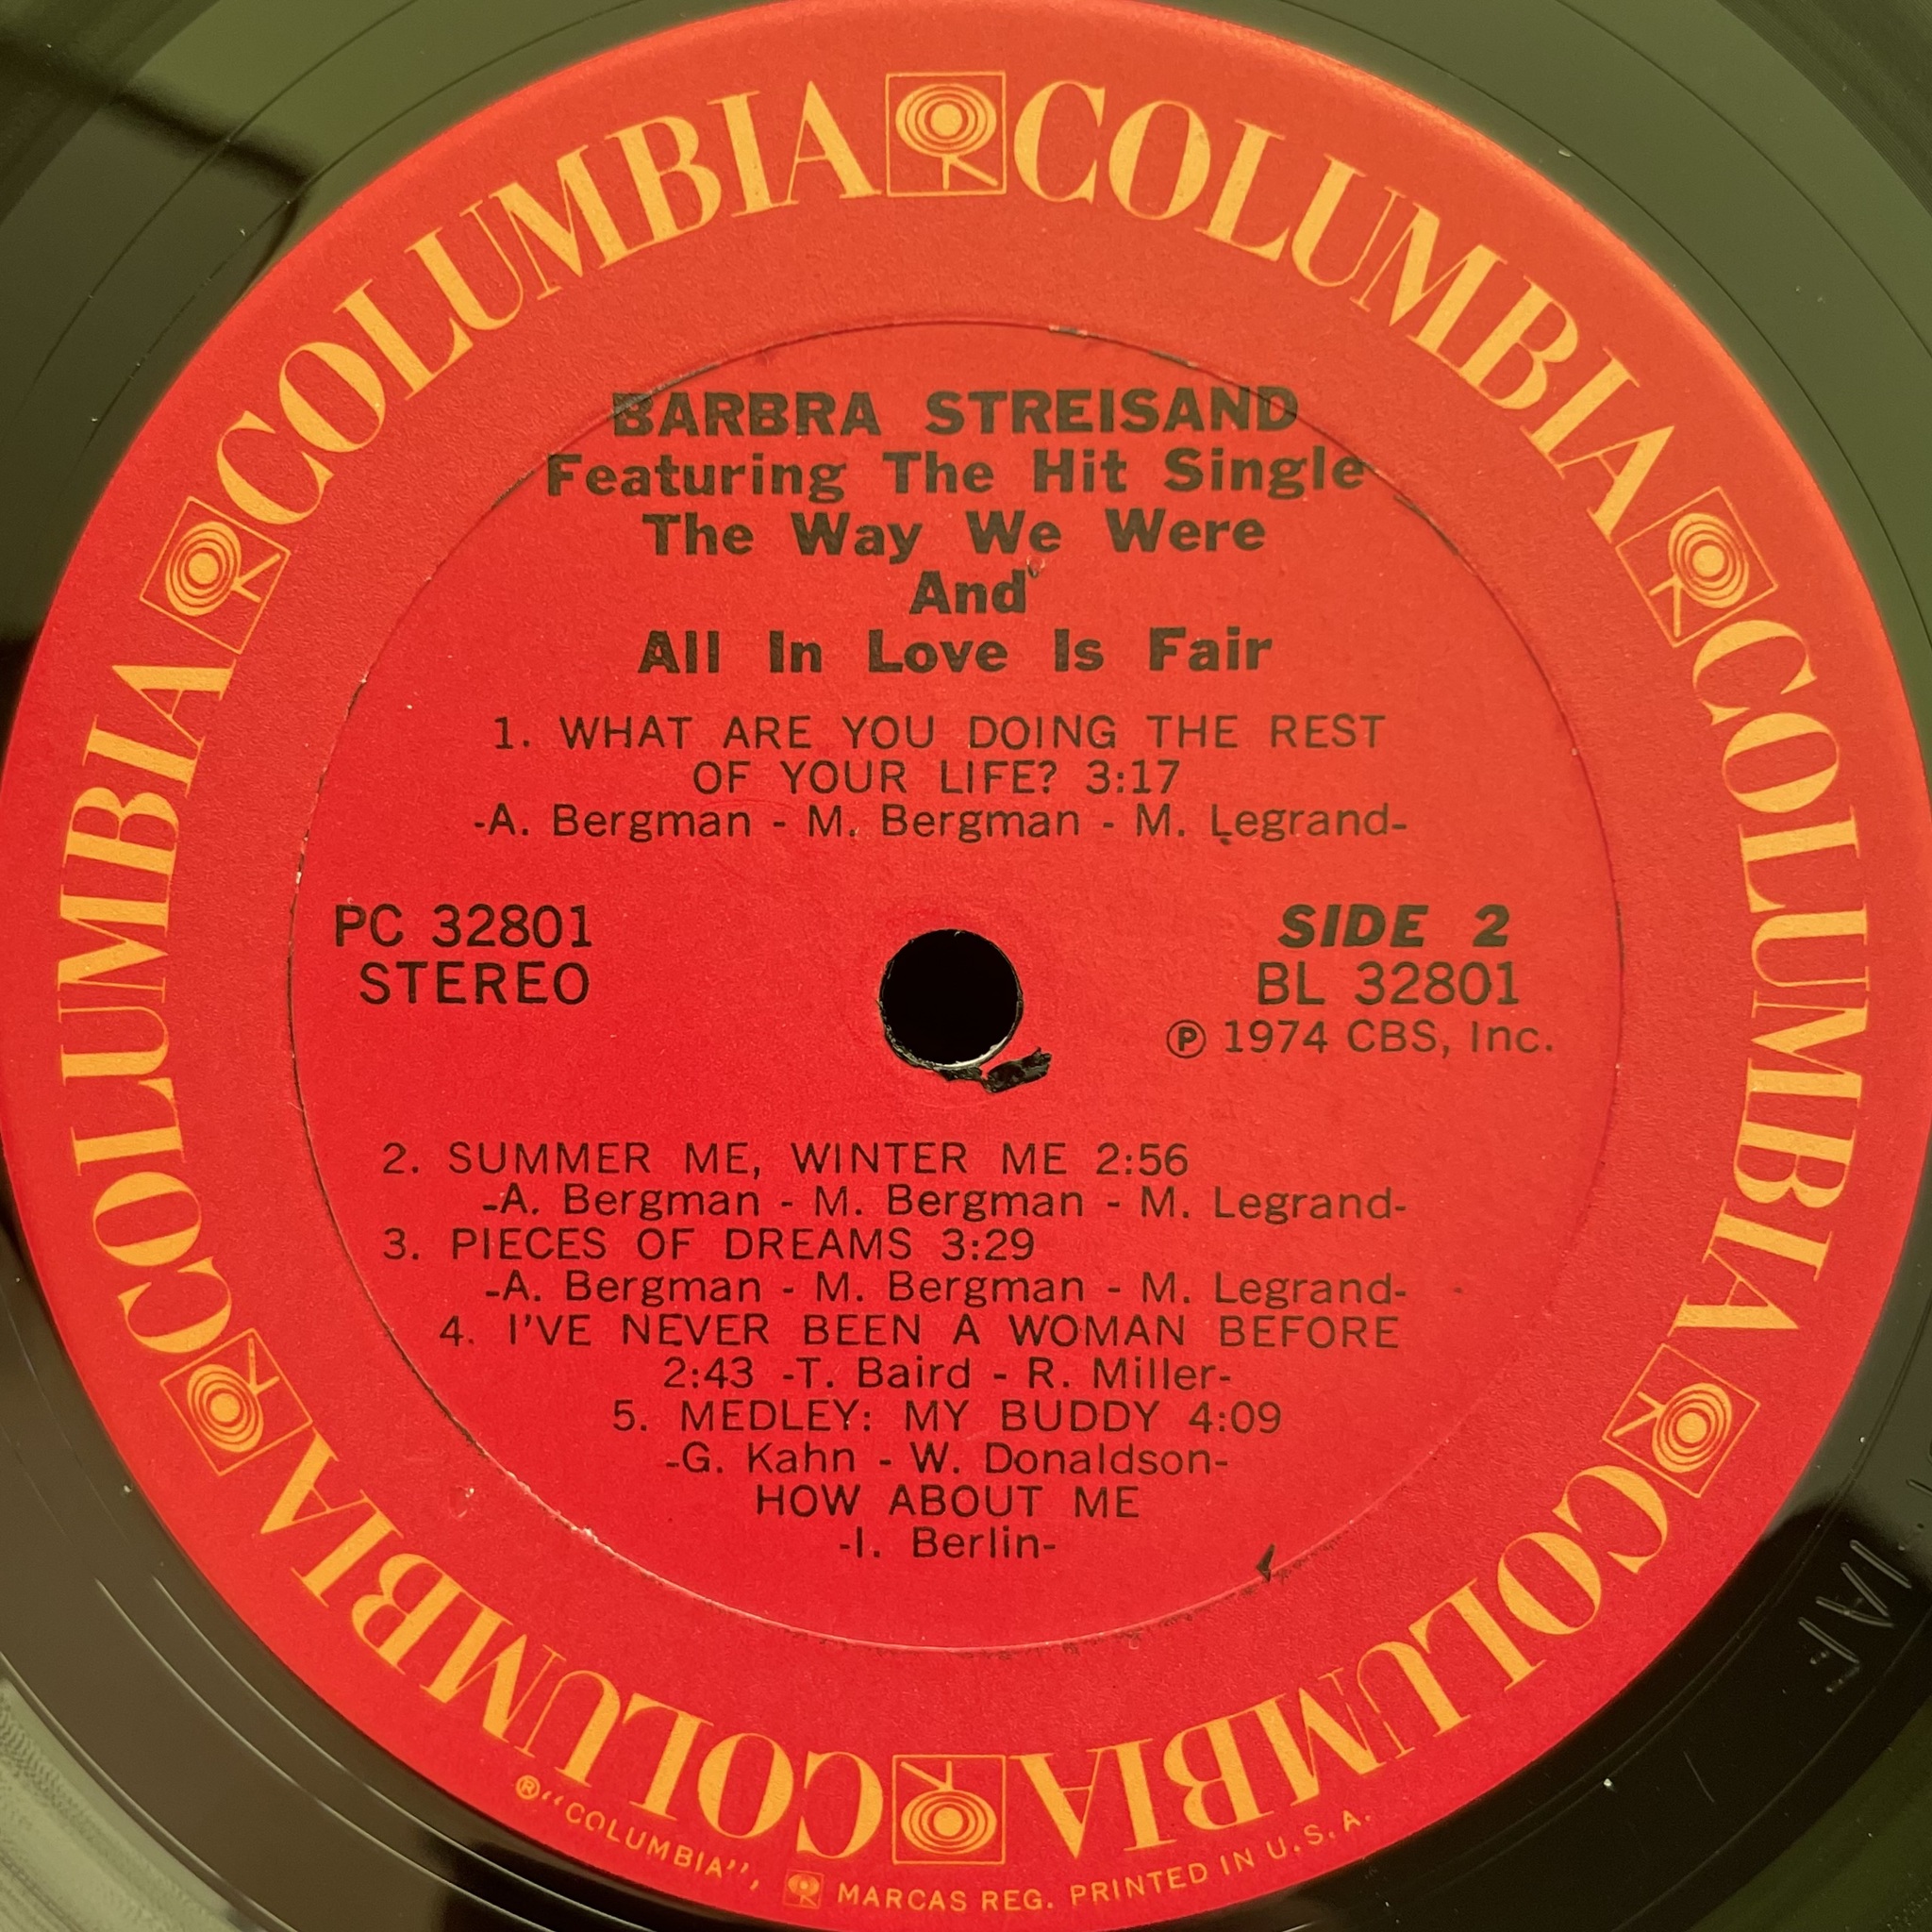 COLUMBIA COLUMBIA COLUMBIA COLUMBIA COLUMBIA COLUMBIA
BARBRA STREISAND
Featuring The Hit Single
The Way We Were
And
All In Love Is Fair
1. WHAT ARE YOU DOING THE REST
OF YOUR LIFE? 3:17
-A. Bergman - M. Bergman - M. Legrand-
PC 32801
STEREO
SIDE 2
BL 32801
Ⓟ 1974 CBS, Inc.
2. SUMMER ME, WINTER ME 2:56
-A. Bergman - M. Bergman - M. Legrand-
3. PIECES OF DREAMS 3:29
-A. Bergman - M. Bergman - M. Legrand-
4. I'VE NEVER BEEN A WOMAN BEFORE
2:43 -T. Baird - R. Miller-
5. MEDLEY: MY BUDDY 4:09
-G. Kahn - W. Donaldson-
HOW ABOUT ME
-I. Berlin-
®"COLUMBIA", MARCAS REG. PRINTED IN U.S.A.